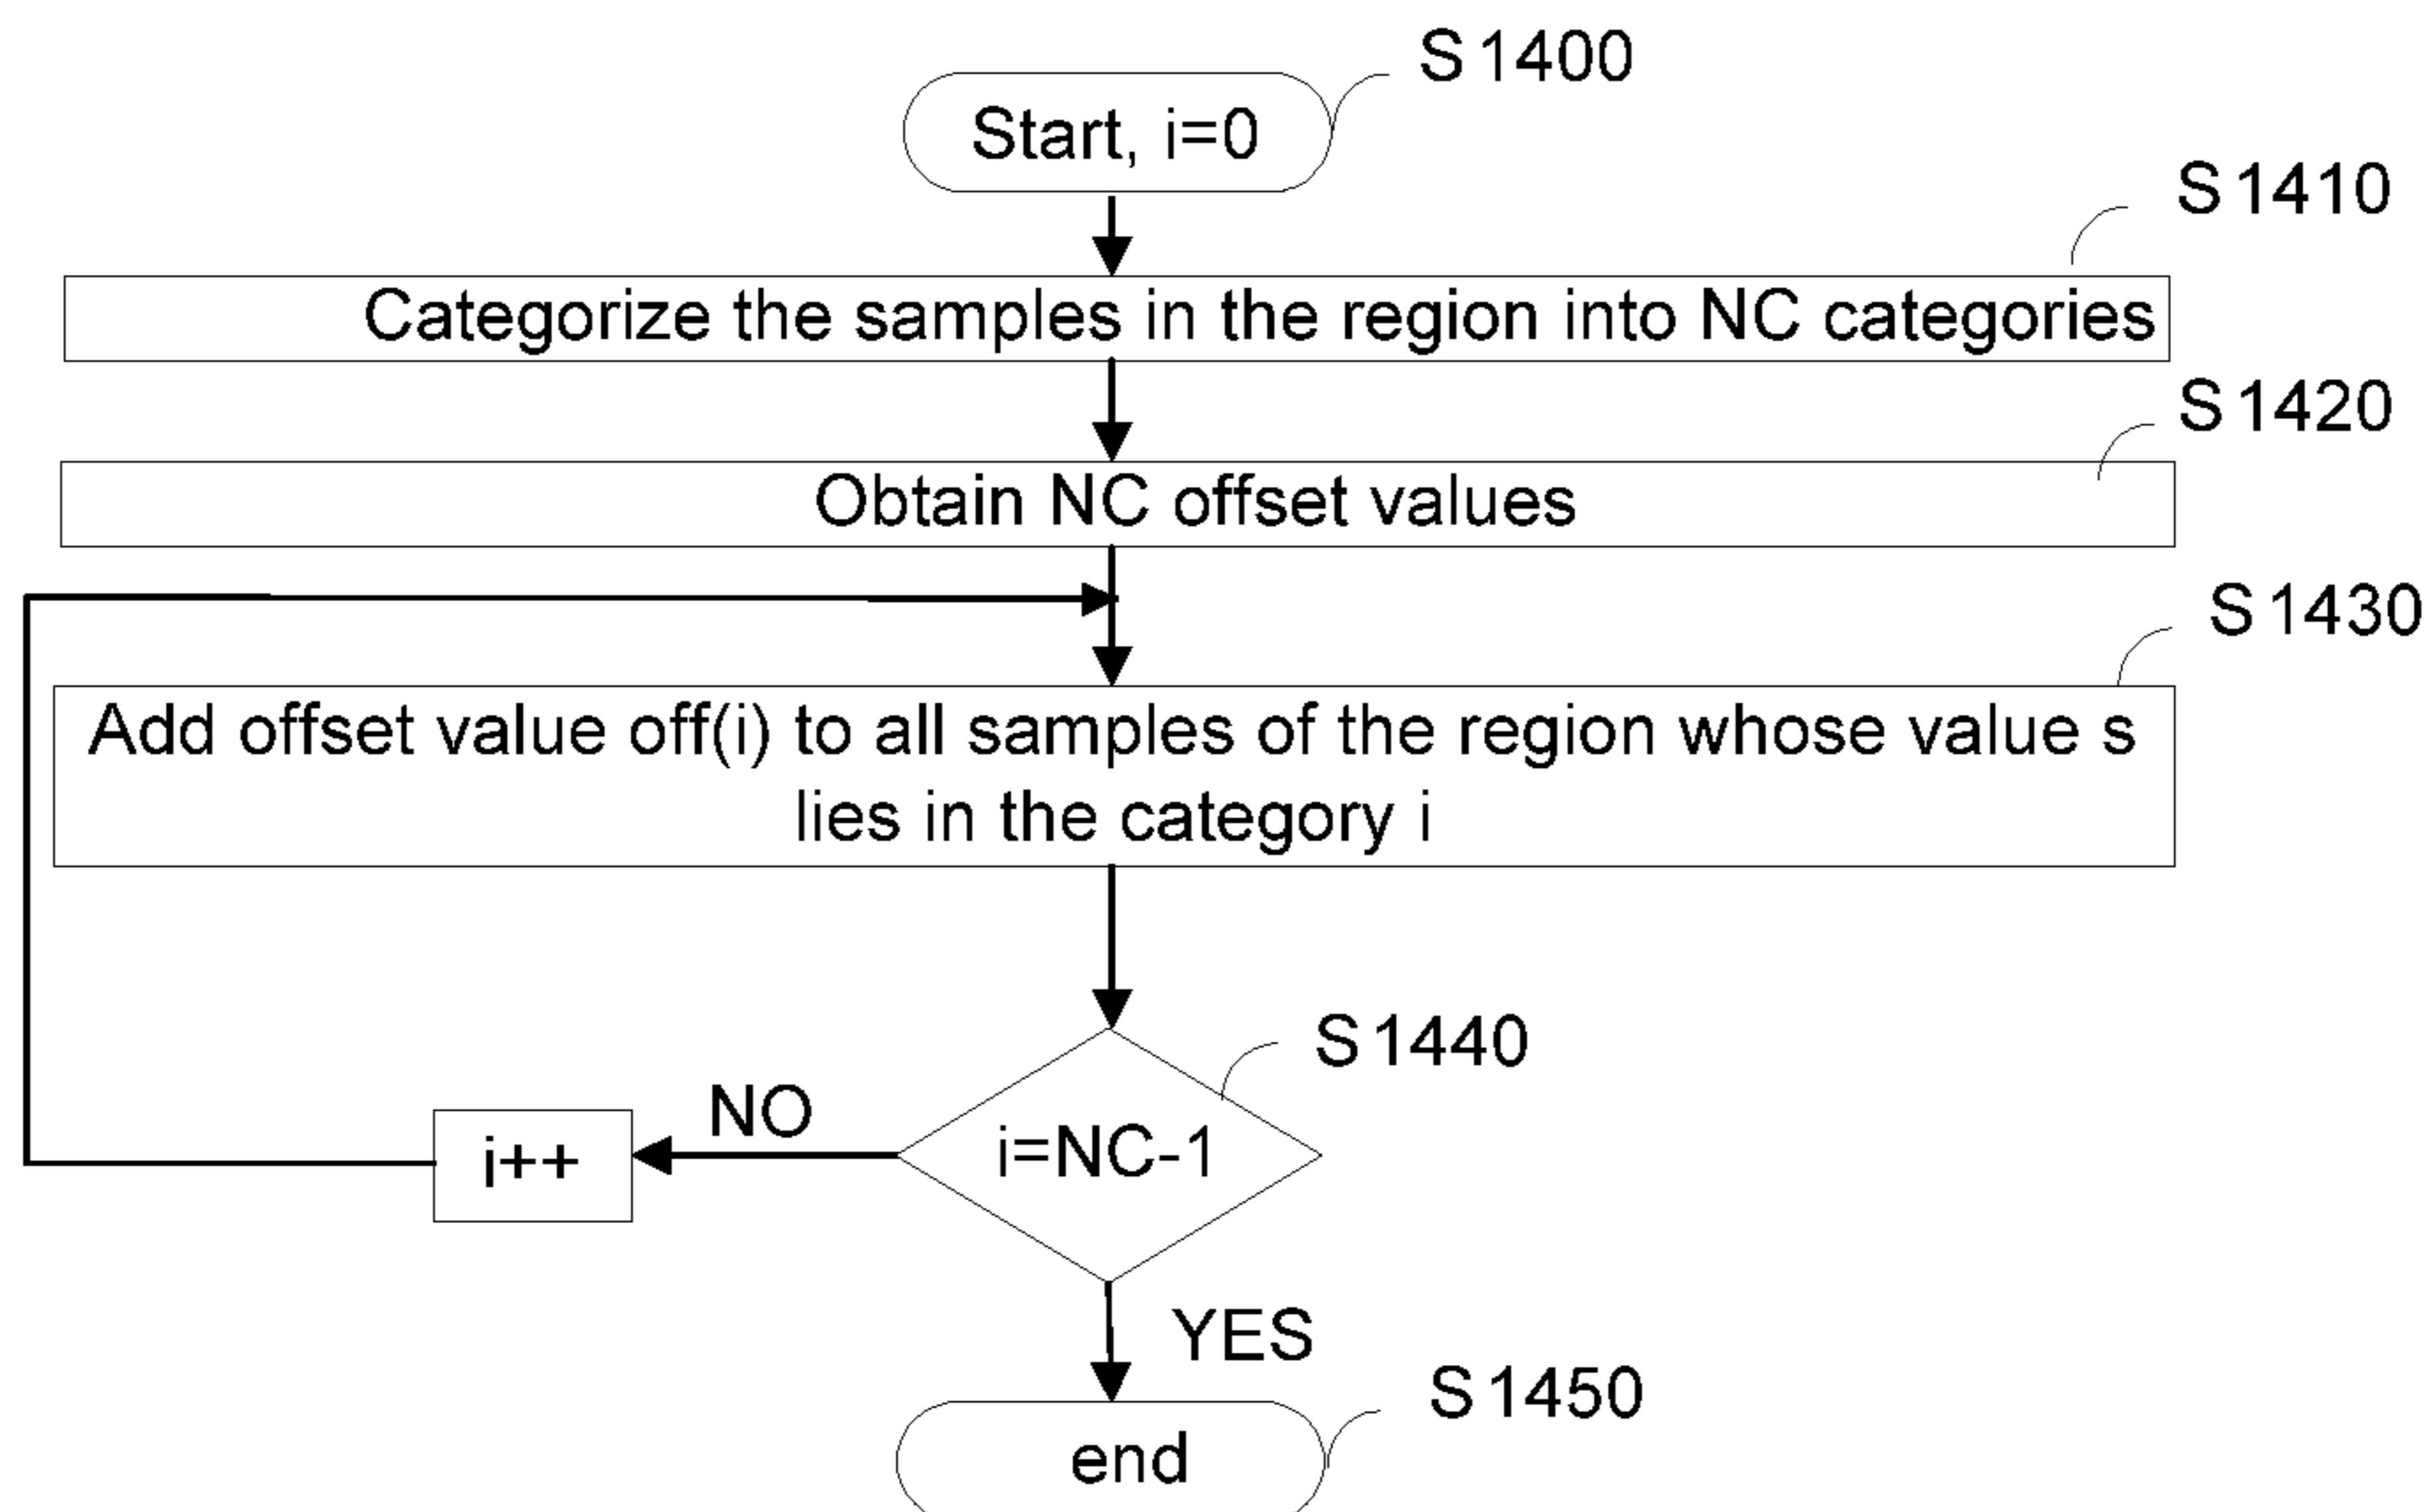 S1400
Start, i=0
S1410
Categorize the samples in the region into NC categories
S1420
Obtain NC offset values
S1430
Add offset value off(i) to all samples of the region whose value s
lies in the category i
S1440
i=NC-1
NO
i++
YES
S1450
end